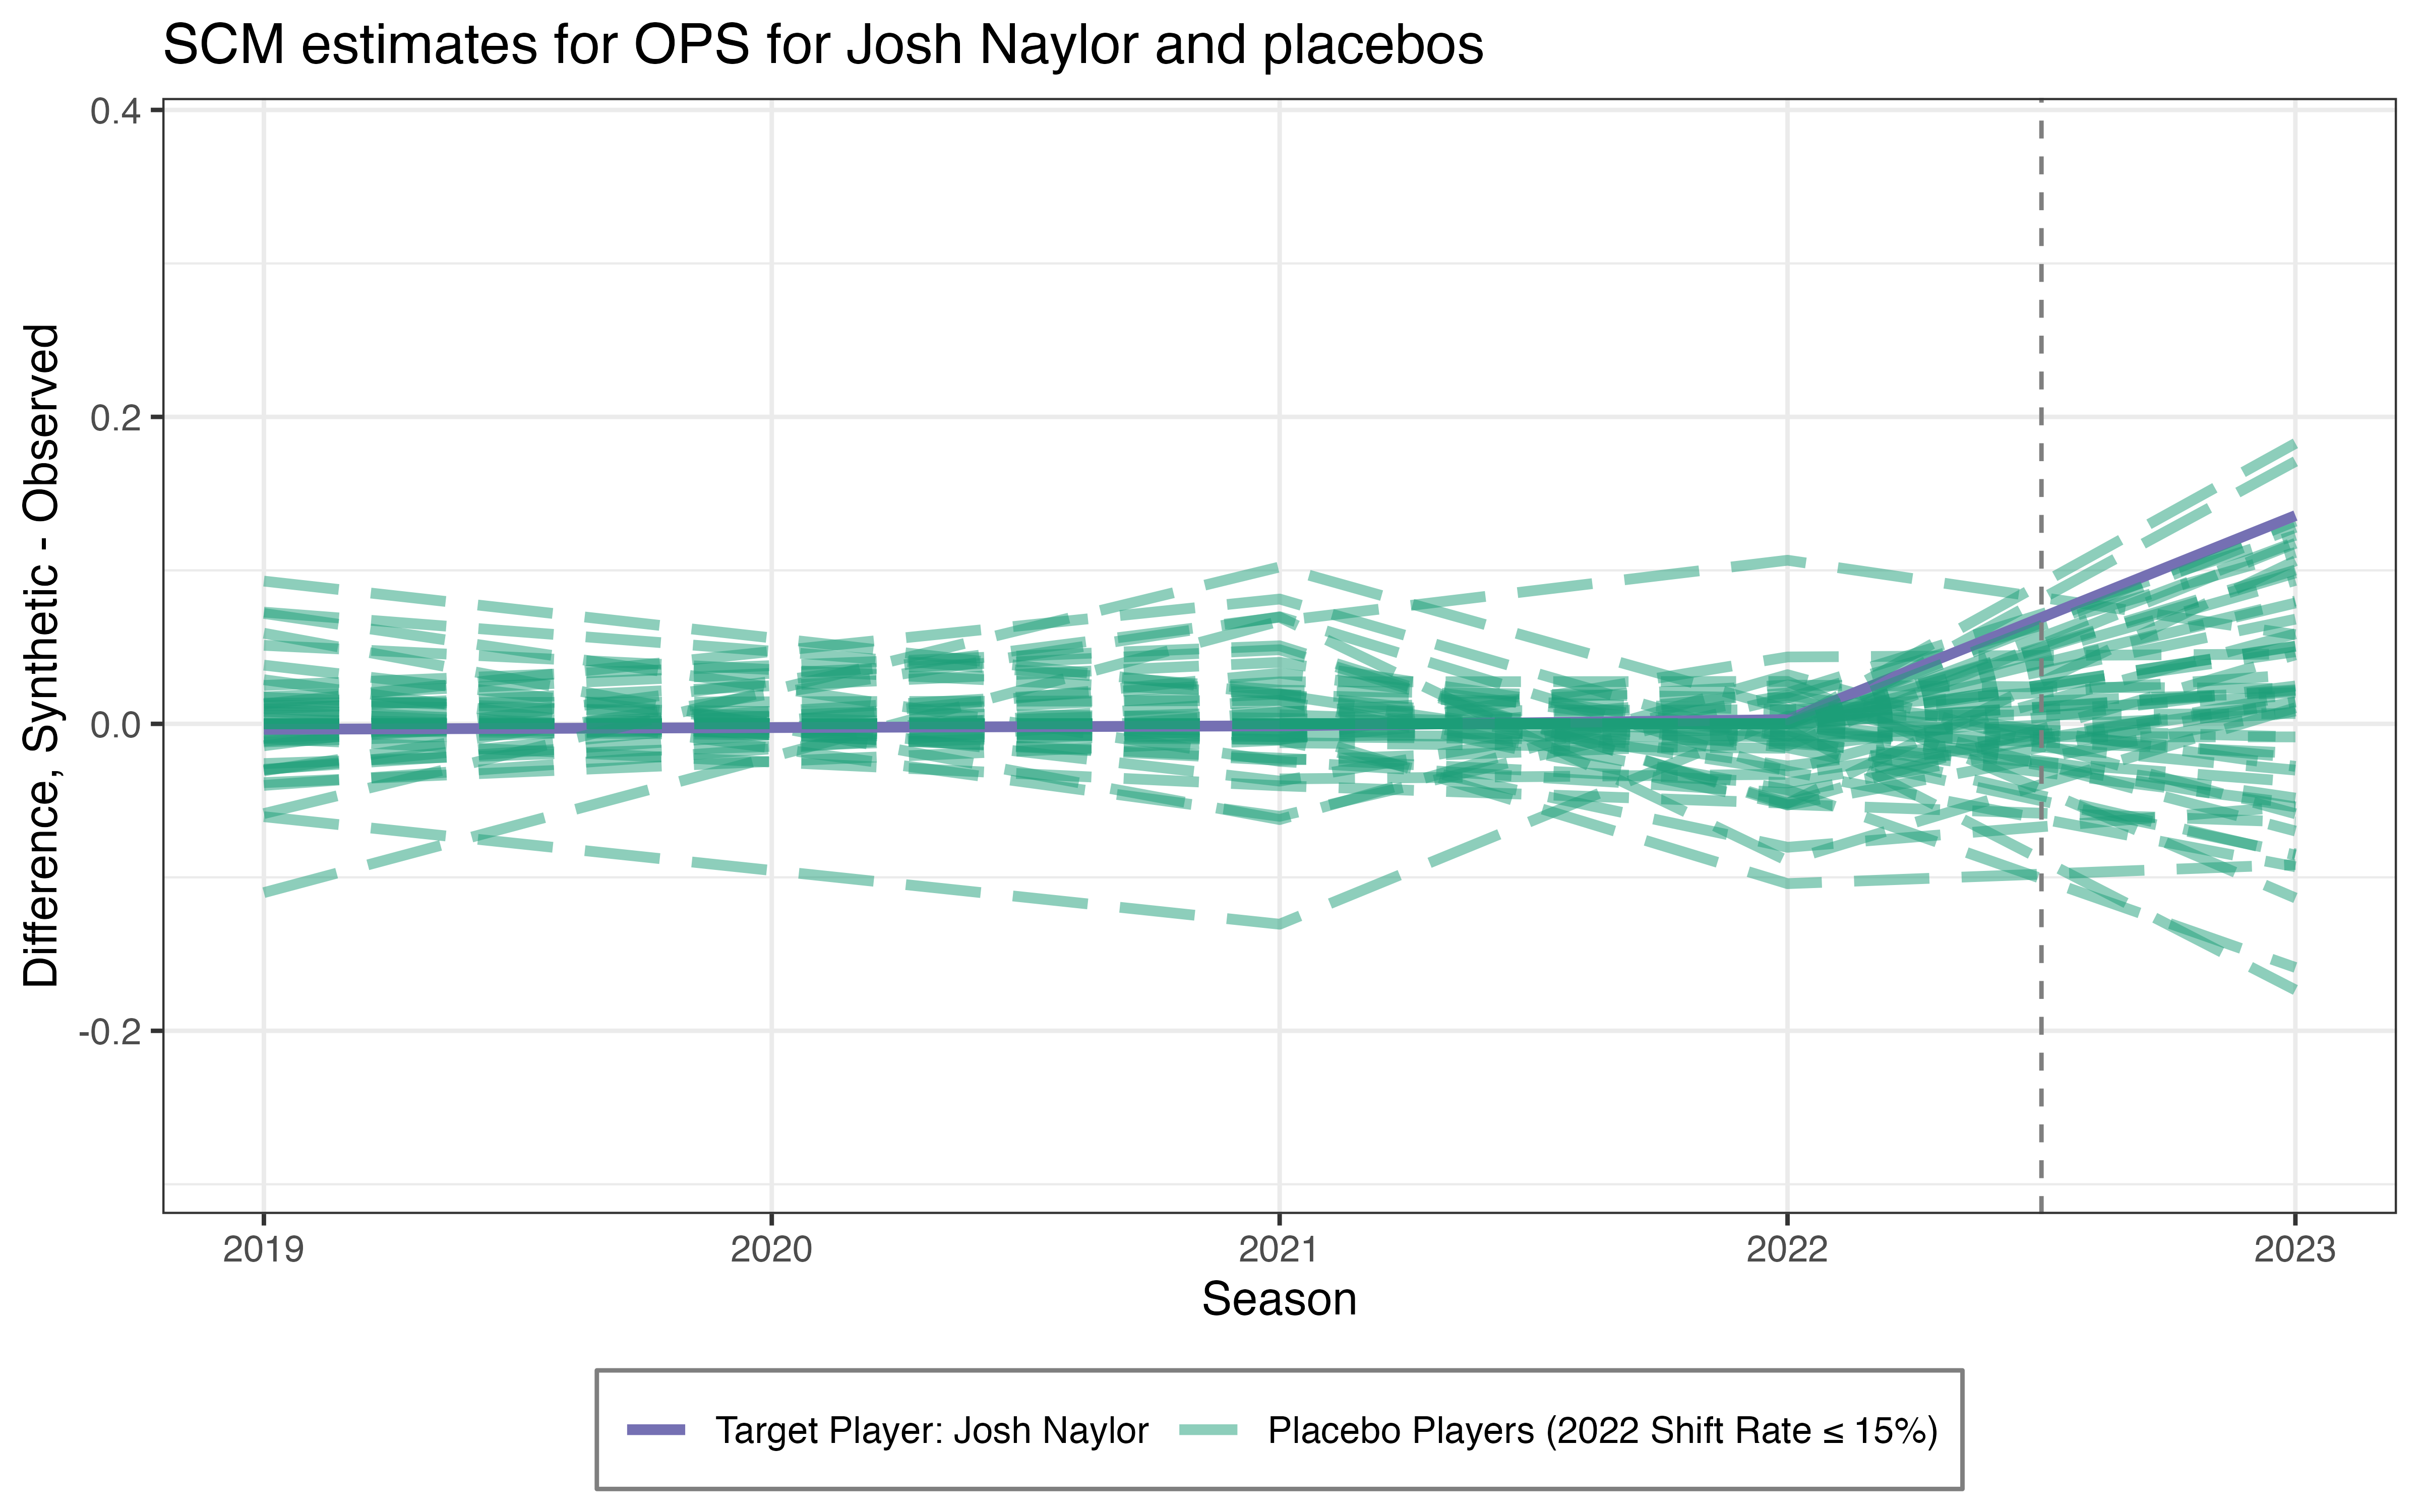 SCM estimates for OPS for Josh Naylor and placebos
Difference, Synthetic - Observed
0.4
0.2
0.0
-0.2
2019 2020 2021 2022 2023
Season
Target Player: Josh Naylor Placebo Players (2022 Shift Rate ≤ 15%)